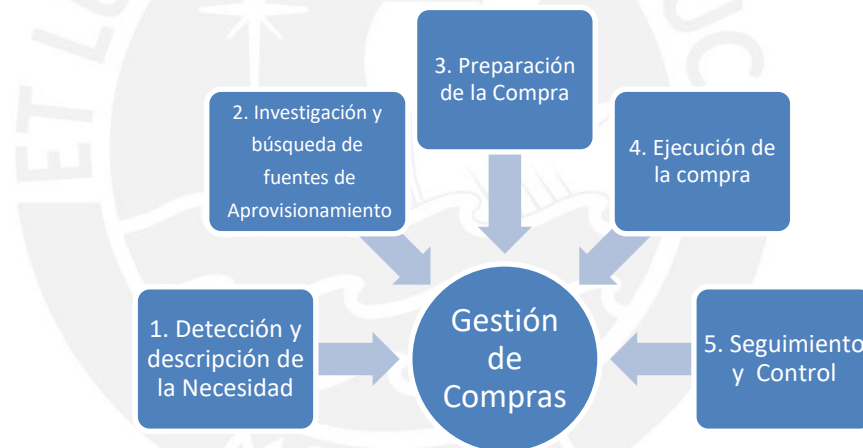 1. Detección y
descripción de
la Necesidad
2. Investigación y
búsqueda de
fuentes de
Aprovisionamiento
3. Preparación
de la Compra
4. Ejecución de
la compra
5. Seguimiento
y Control
Gestión
de
Compras